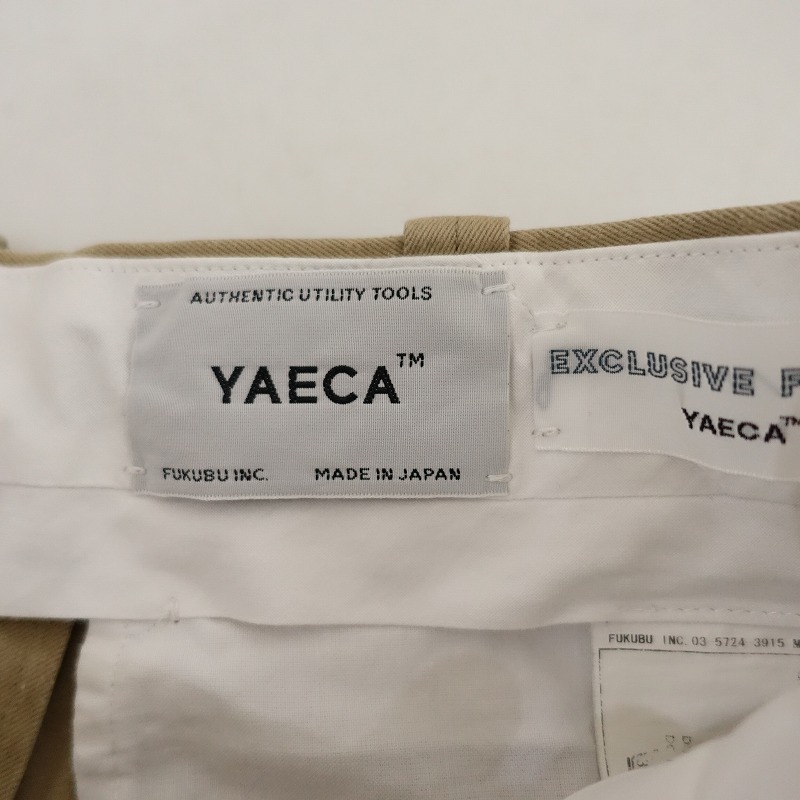 AUTHENTIC UTILITY TOOLS
YAECA™
FUKUBU INC. MADE IN JAPAN
EXCLUSIVE F
YAECA™
FUKUBU INC. 03 5724 3915 M